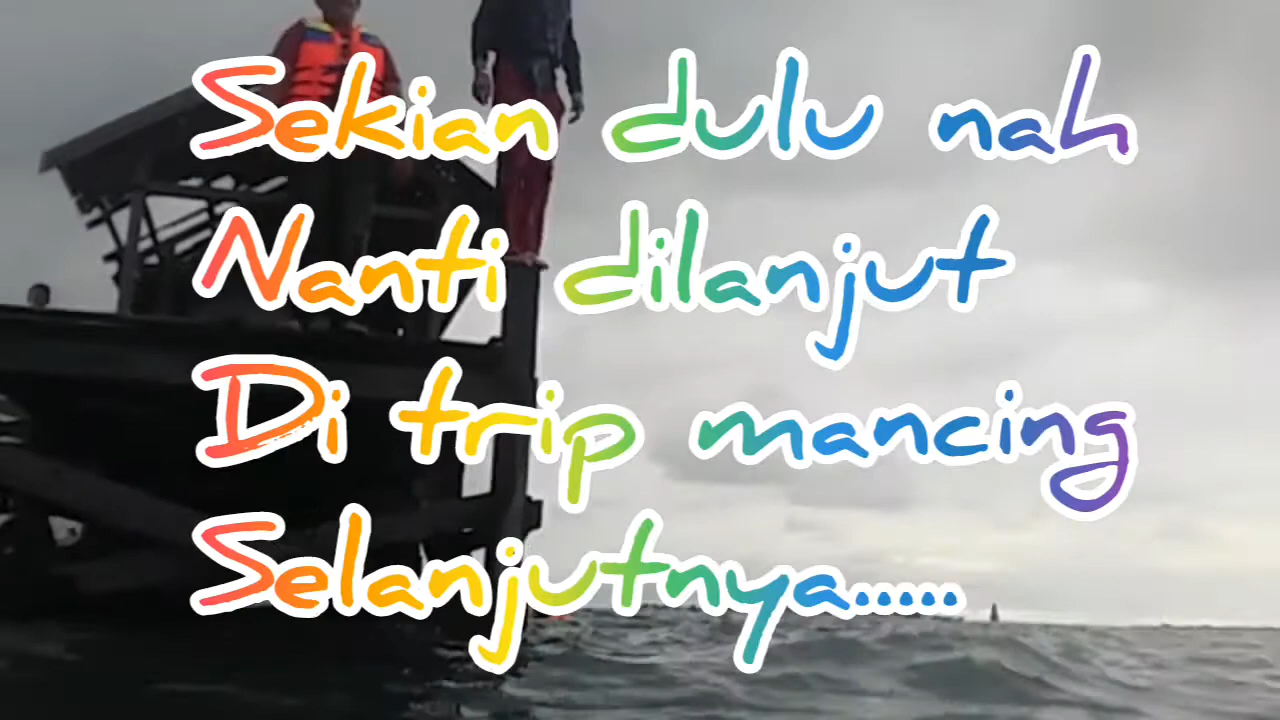 Sekian dulu nah
Nanti dilanjut
Di trip mancing
Selanjutnya.....